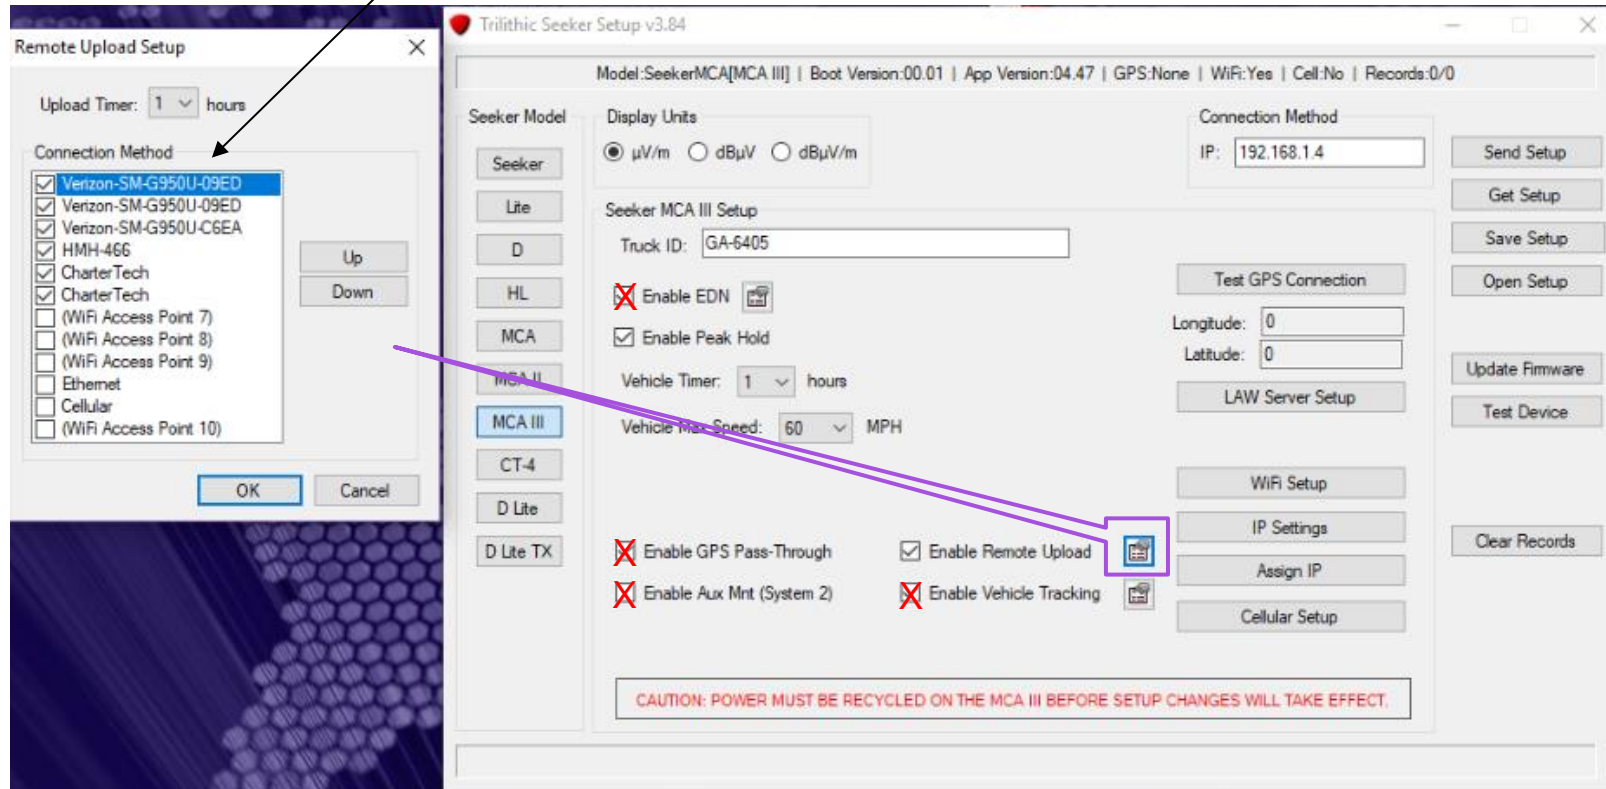 Remote Upload Setup
Upload Timer: 1 hours
Connection Method
Verizon-SM-G950U-09ED
Verizon-SM-G950U-09ED
Verizon-SM-G950U-C6EA
HMH-466
CharterTech
CharterTech
(WiFi Access Point 7)
(WiFi Access Point 8)
(WiFi Access Point 9)
Ethernet
Cellular
(WiFi Access Point 10)
Up
Down
OK
Cancel
Trilithic Seeker Setup v3.84
Model:SeekerMCA[MCA III] | Boot Version:00.01 | App Version:04.47 | GPS:None | WiFi:Yes | Cell:No | Records:0/0
Seeker Model
Seeker
Lite
D
HL
MCA
MCA II
MCA III
CT-4
D Lite
D Lite TX
Display Units
µV/m dBµV dBµV/m
Connection Method
IP: 192.168.1.4
Seeker MCA III Setup
Truck ID: GA-6405
X Enable EDN
Enable Peak Hold
Vehicle Timer: 1 hours
Vehicle Max Speed: 60 MPH
X Enable GPS Pass-Through
Enable Remote Upload
X Enable Aux Mnt (System 2)
X Enable Vehicle Tracking
Test GPS Connection
Longitude: 0
Latitude: 0
LAW Server Setup
WiFi Setup
IP Settings
Assign IP
Cellular Setup
CAUTION: POWER MUST BE RECYCLED ON THE MCA III BEFORE SETUP CHANGES WILL TAKE EFFECT.
Send Setup
Get Setup
Save Setup
Open Setup
Update Firmware
Test Device
Clear Records